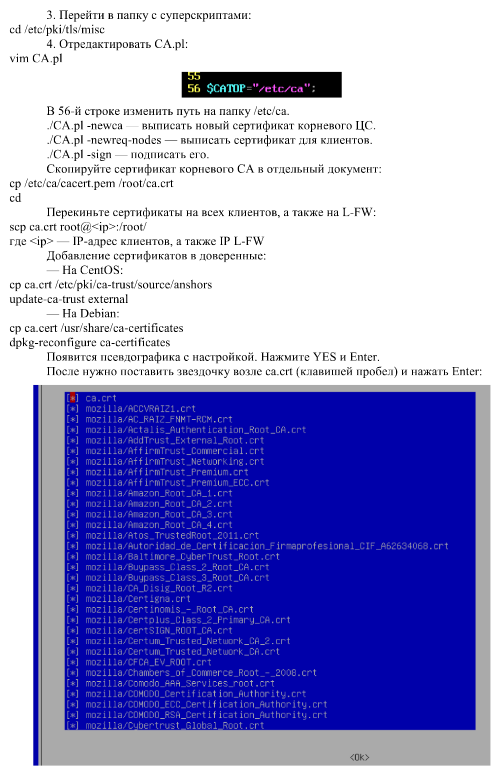 3. Перейти в папку с суперскриптами:
cd /etc/pki/tls/misc
4. Отредактировать CA.pl:
vim CA.pl
55
56 $CATOP="/etc/ca";
В 56-й строке изменить путь на папку /etc/ca.
./CA.pl -newca — выписать новый сертификат корневого ЦС.
./CA.pl -newreq-nodes — выписать сертификат для клиентов.
./CA.pl -sign — подписать его.
Скопируйте сертификат корневого CA в отдельный документ:
cp /etc/ca/cacert.pem /root/ca.crt
cd
Перекиньте сертификаты на всех клиентов, а также на L-FW:
scp ca.crt root@<ip>:/root/
где <ip> — IP-адрес клиентов, а также IP L-FW
Добавление сертификатов в доверенные:
— На CentOS:
cp ca.crt /etc/pki/ca-trust/source/anshors
update-ca-trust external
— На Debian:
cp ca.cert /usr/share/ca-certificates
dpkg-reconfigure ca-certificates
Появится псевдографика с настройкой. Нажмите YES и Enter.
После нужно поставить звездочку возле ca.crt (клавишей пробел) и нажать Enter:
[*] ca.crt
[*] mozilla/ACCVRAIZ1.crt
[*] mozilla/AC_RAIZ_FNMT-RCM.crt
[*] mozilla/Actalis_Authentication_Root_CA.crt
[*] mozilla/AddTrust_External_Root.crt
[*] mozilla/AffirmTrust_Commercial.crt
[*] mozilla/AffirmTrust_Networking.crt
[*] mozilla/AffirmTrust_Premium.crt
[*] mozilla/AffirmTrust_Premium_ECC.crt
[*] mozilla/Amazon_Root_CA_1.crt
[*] mozilla/Amazon_Root_CA_2.crt
[*] mozilla/Amazon_Root_CA_3.crt
[*] mozilla/Amazon_Root_CA_4.crt
[*] mozilla/Atos_TrustedRoot_2011.crt
[*] mozilla/Autoridad_de_Certificacion_Firmaprofesional_CIF_A62634068.crt
[*] mozilla/Baltimore_CyberTrust_Root.crt
[*] mozilla/Buypass_Class_2_Root_CA.crt
[*] mozilla/Buypass_Class_3_Root_CA.crt
[*] mozilla/CA_Disig_Root_R2.crt
[*] mozilla/Certigna.crt
[*] mozilla/Certinomis_-_Root_CA.crt
[*] mozilla/Certplus_Class_2_Primary_CA.crt
[*] mozilla/certSIGN_ROOT_CA.crt
[*] mozilla/Certum_Trusted_Network_CA_2.crt
[*] mozilla/Certum_Trusted_Network_CA.crt
[*] mozilla/CFCA_EV_ROOT.crt
[*] mozilla/Chambers_of_Commerce_Root_-_2008.crt
[*] mozilla/Comodo_AAA_Services_root.crt
[*] mozilla/COMODO_Certification_Authority.crt
[*] mozilla/COMODO_ECC_Certification_Authority.crt
[*] mozilla/COMODO_RSA_Certification_Authority.crt
[*] mozilla/Cybertrust_Global_Root.crt
<Ok>